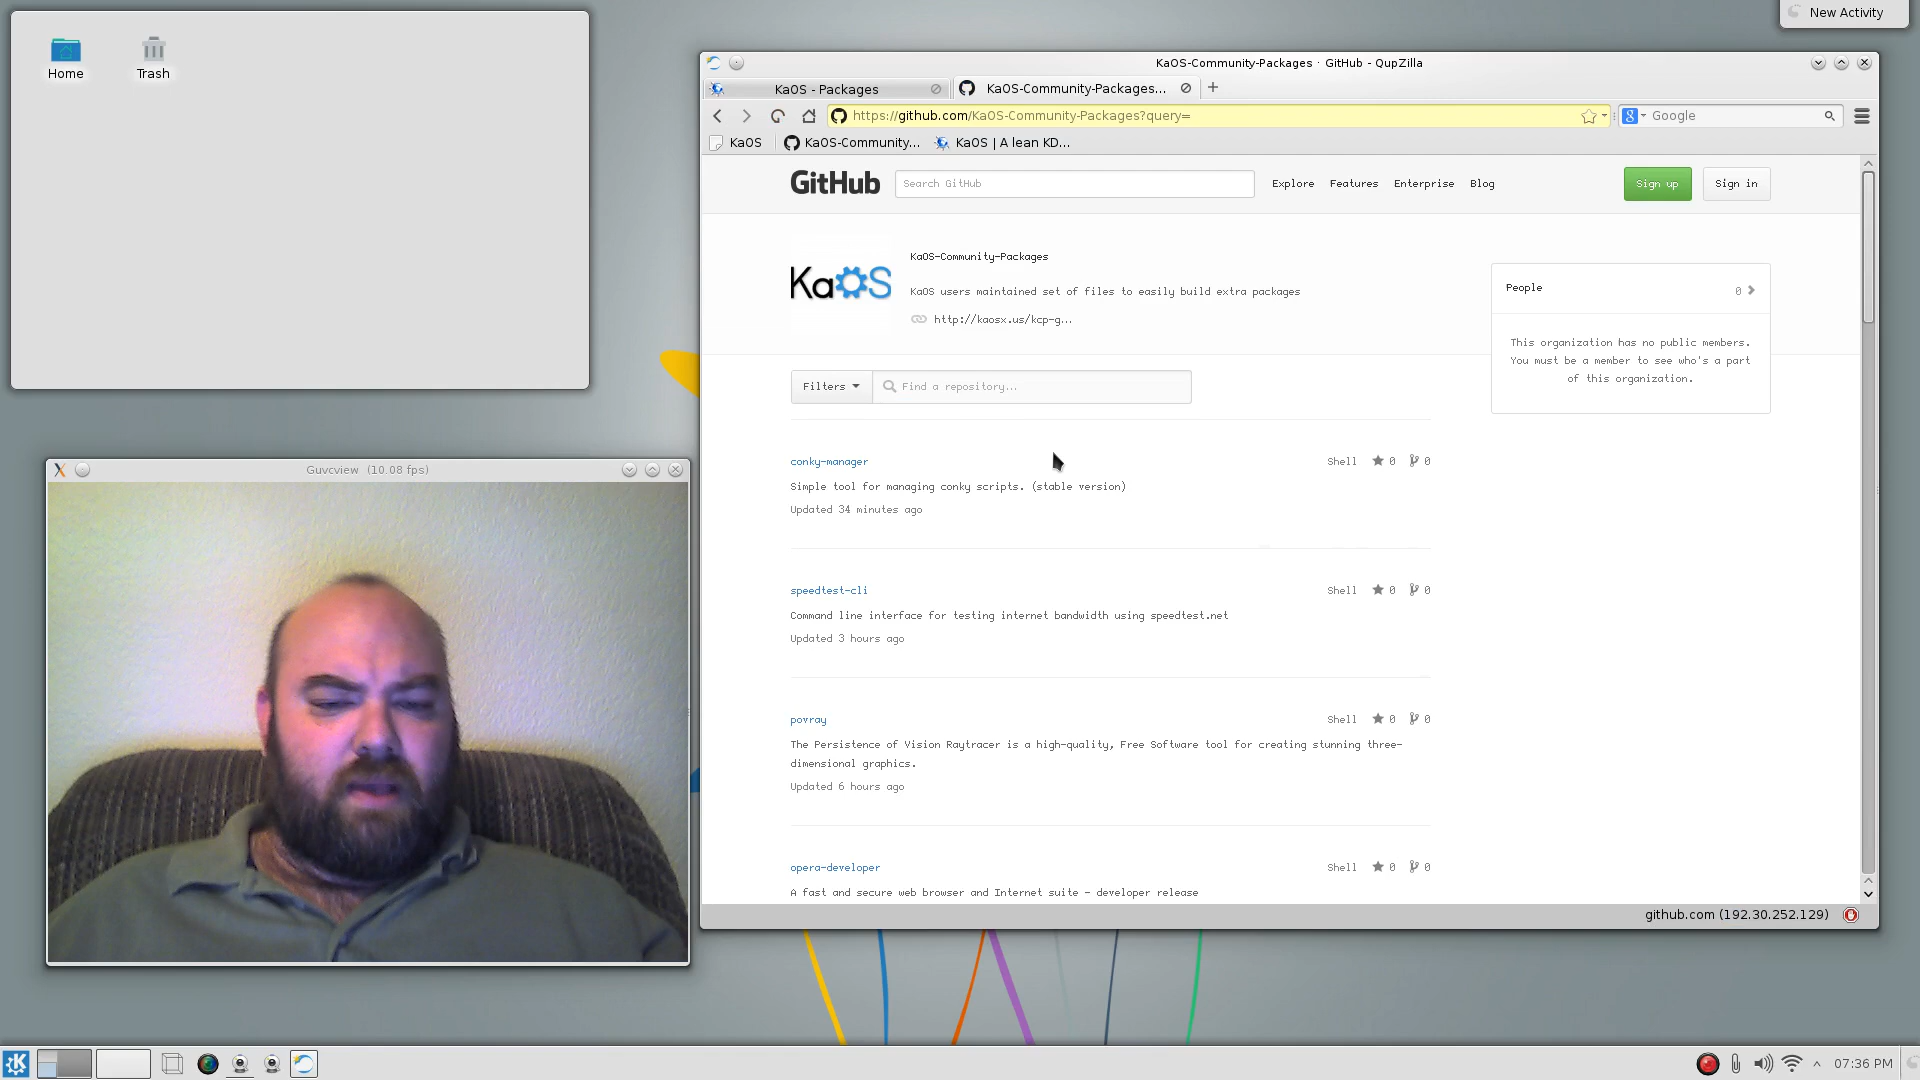 New Activity
Home
Trash
KaOS-Community-Packages · GitHub - QupZilla
KaOS - Packages
KaOS-Community-Packages...
https://github.com/KaOS-Community-Packages?query=
Google
KaOS
KaOS-Community...
KaOS | A lean KD...
GitHub
Search GitHub
Explore
Features
Enterprise
Blog
Sign up
Sign in
KaOS
KaOS-Community-Packages
KaOS users maintained set of files to easily build extra packages
http://kaosx.us/kcp-g...
People
0
This organization has no public members.
You must be a member to see who's a part
of this organization.
Filters
Find a repository...
conky-manager
Shell 0 0
Simple tool for managing conky scripts. (stable version)
Updated 34 minutes ago
speedtest-cli
Shell 0 0
Command line interface for testing internet bandwidth using speedtest.net
Updated 3 hours ago
povray
Shell 0 0
The Persistence of Vision Raytracer is a high-quality, Free Software tool for creating stunning three-
dimensional graphics.
Updated 6 hours ago
opera-developer
Shell 0 0
A fast and secure web browser and Internet suite - developer release
github.com (192.30.252.129)
Guvcview (10.08 fps)
07:36 PM